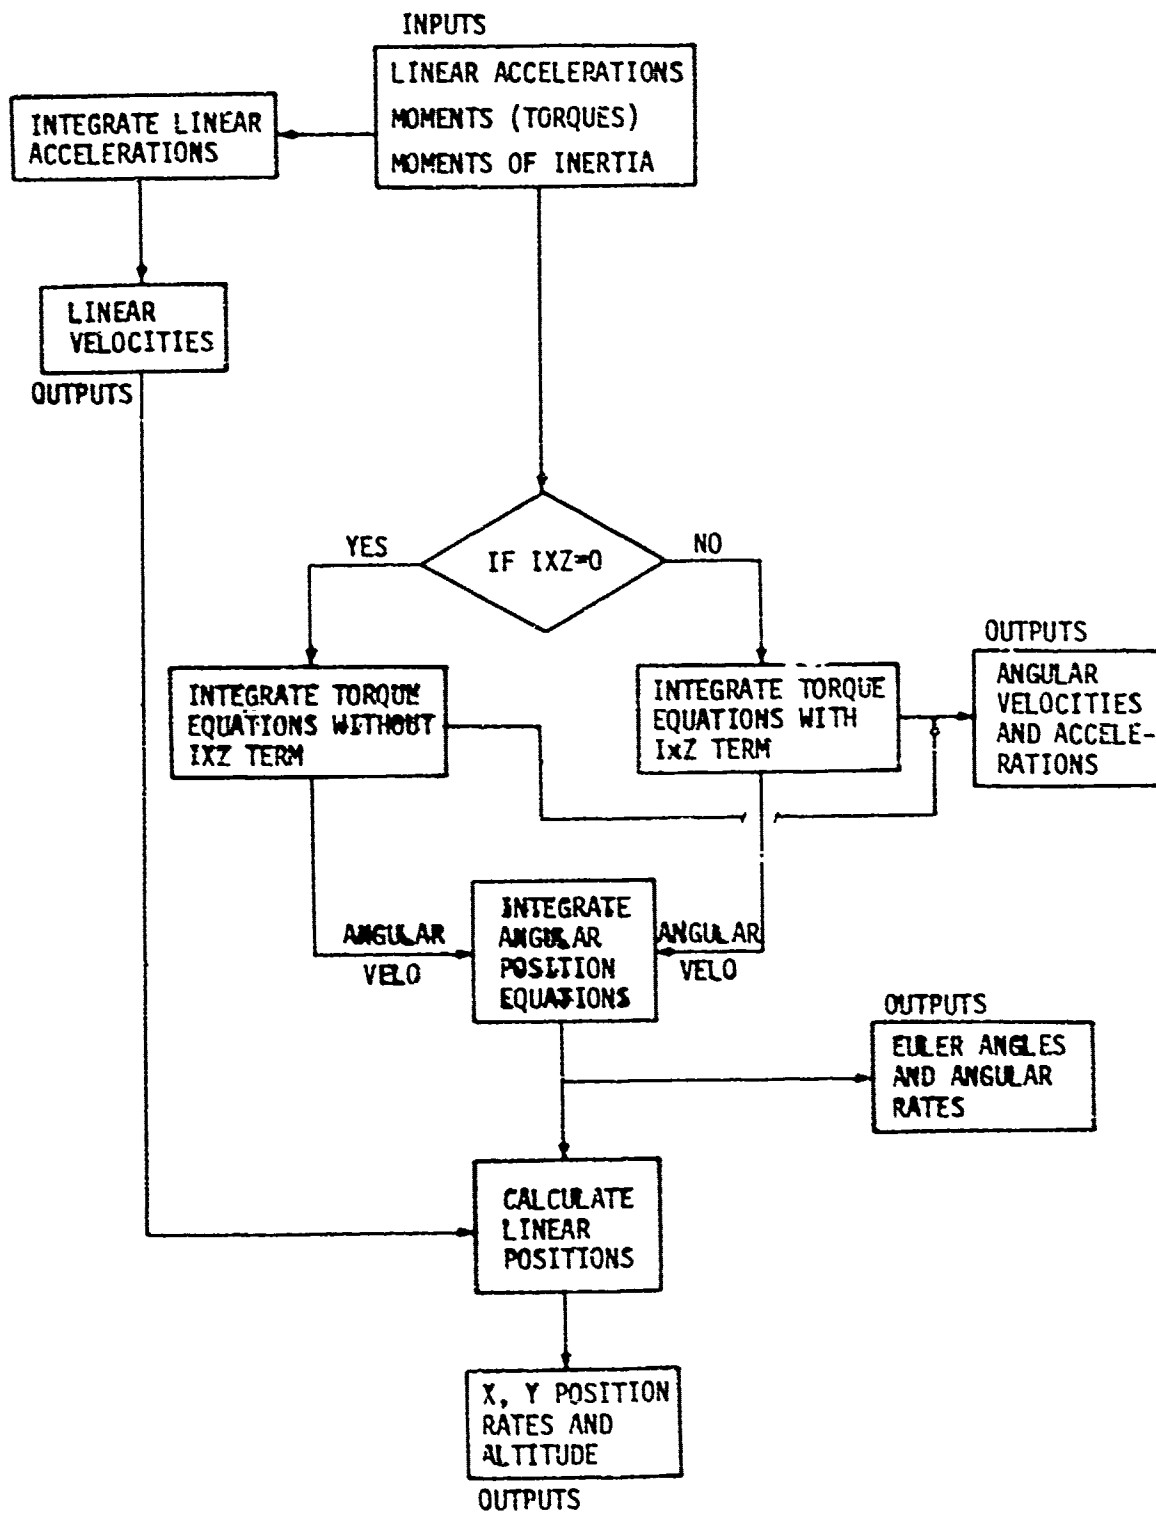 INPUTS
LINEAR ACCELERATIONS
MOMENTS (TORQUES)
MOMENTS OF INERTIA
INTEGRATE LINEAR
ACCELERATIONS
LINEAR
VELOCITIES
OUTPUTS
IF IXZ=0
YES
NO
INTEGRATE TORQUE
EQUATIONS WITHOUT
IXZ TERM
INTEGRATE TORQUE
EQUATIONS WITH
IxZ TERM
OUTPUTS
ANGULAR
VELOCITIES
AND ACCELE-
RATIONS
ANGULAR
VELO
INTEGRATE
ANGULAR
POSITION
EQUATIONS
ANGULAR
VELO
OUTPUTS
EULER ANGLES
AND ANGULAR
RATES
CALCULATE
LINEAR
POSITIONS
X, Y POSITION
RATES AND
ALTITUDE
OUTPUTS